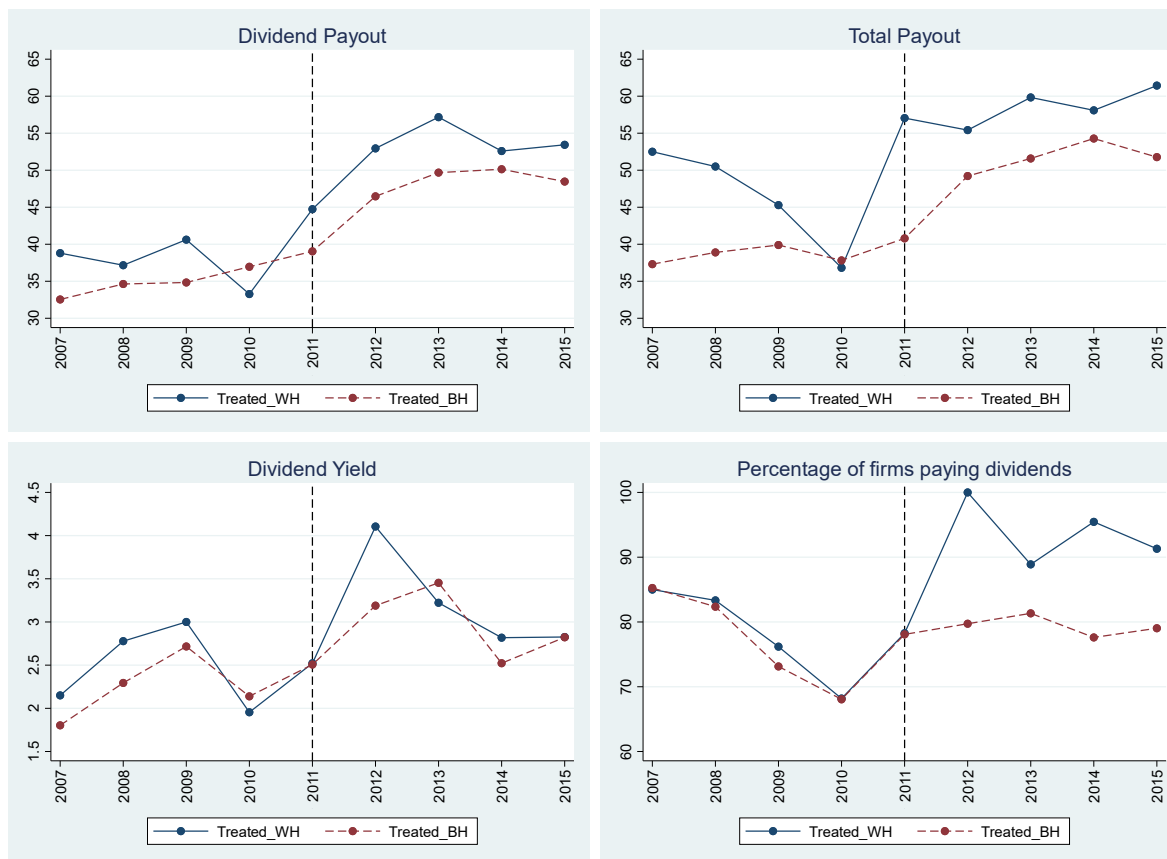 Dividend Payout
65
60
55
50
45
40
35
30
2007 2008 2009 2010 2011 2012 2013 2014 2015
Treated_WH Treated_BH
Total Payout
65
60
55
50
45
40
35
30
2007 2008 2009 2010 2011 2012 2013 2014 2015
Treated_WH Treated_BH
Dividend Yield
4.5
4
3.5
3
2.5
2
1.5
2007 2008 2009 2010 2011 2012 2013 2014 2015
Treated_WH Treated_BH
Percentage of firms paying dividends
100
90
80
70
60
2007 2008 2009 2010 2011 2012 2013 2014 2015
Treated_WH Treated_BH